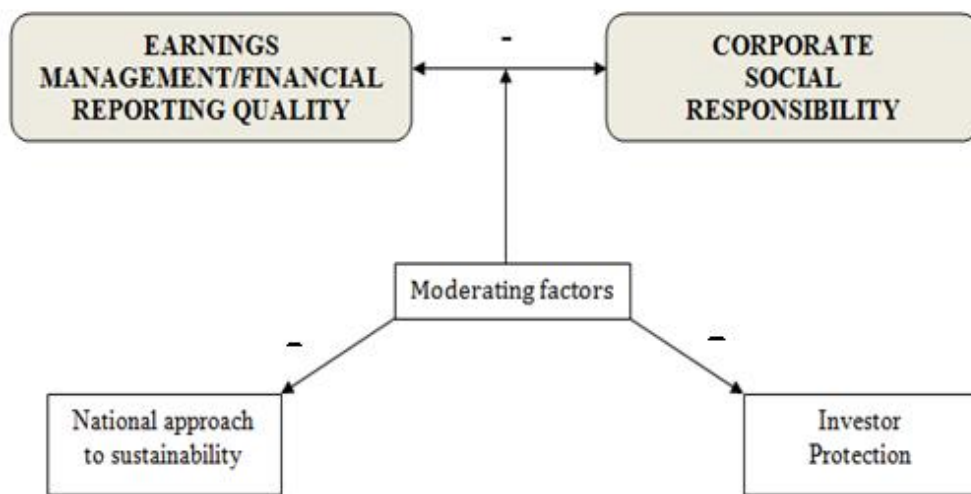 EARNINGS
MANAGEMENT/FINANCIAL
REPORTING QUALITY
-
CORPORATE
SOCIAL
RESPONSIBILITY
Moderating factors
-
-
National approach
to sustainability
Investor
Protection